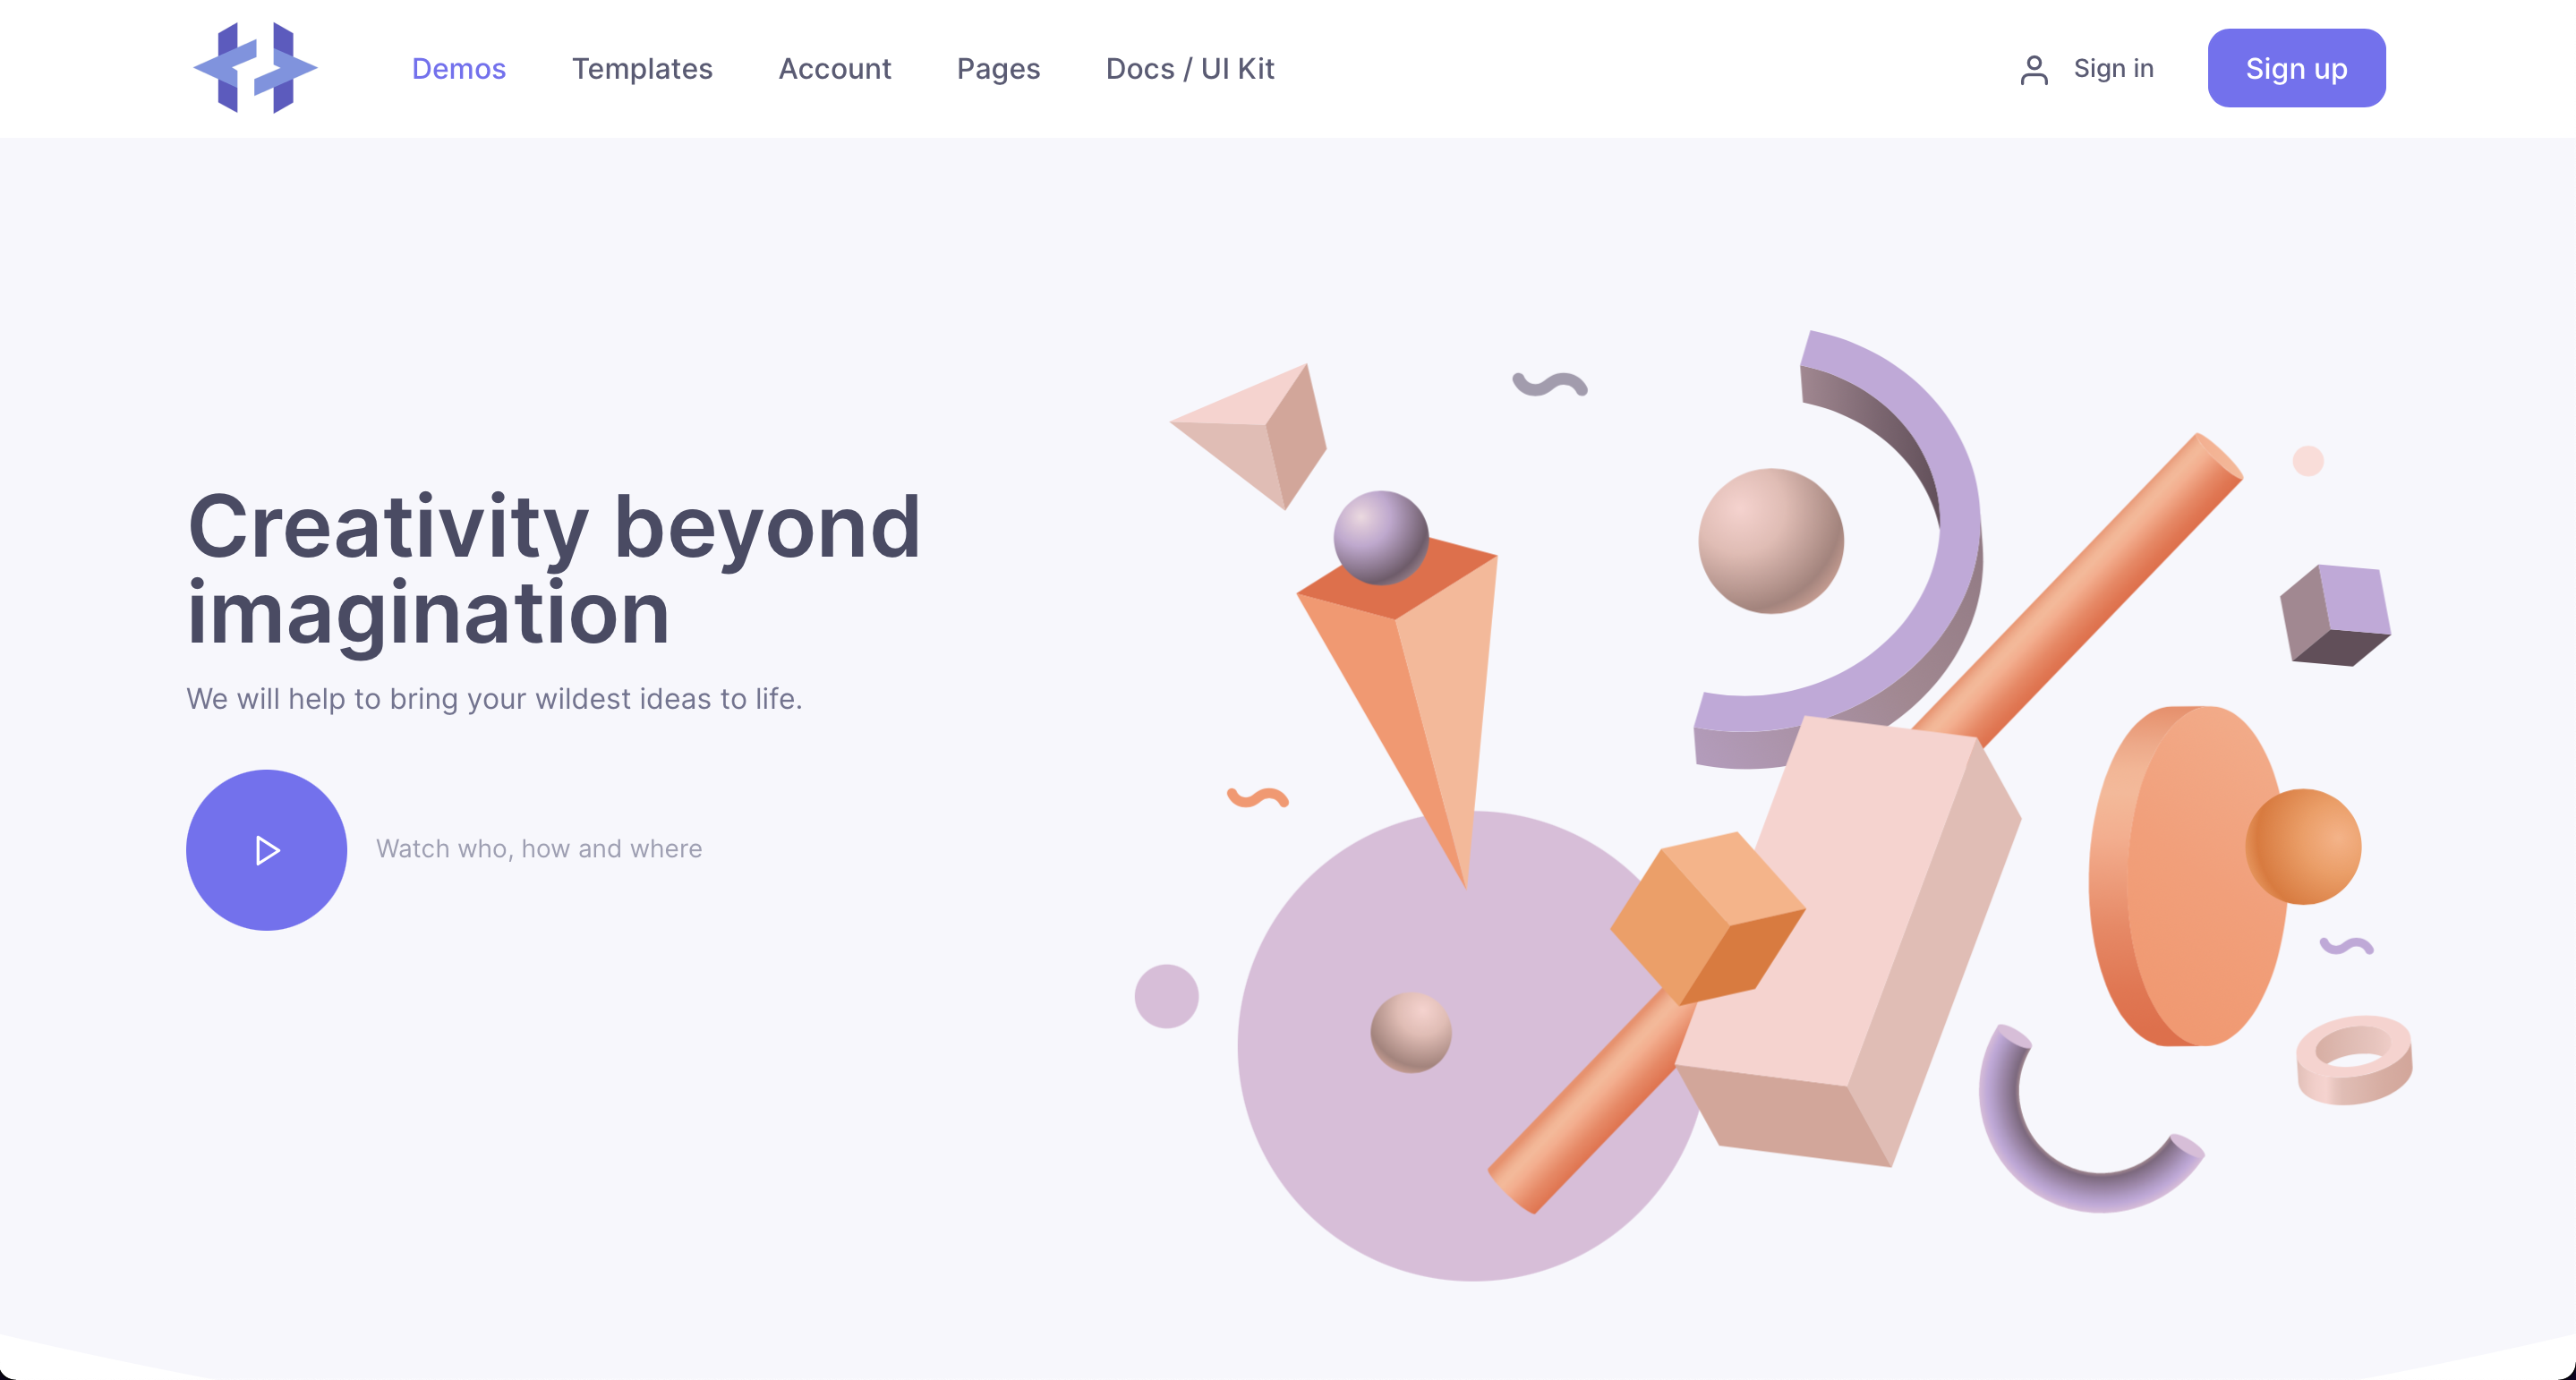 Demos Templates Account Pages Docs / UI Kit Sign in Sign up
Creativity beyond
imagination
We will help to bring your wildest ideas to life.
Watch who, how and where